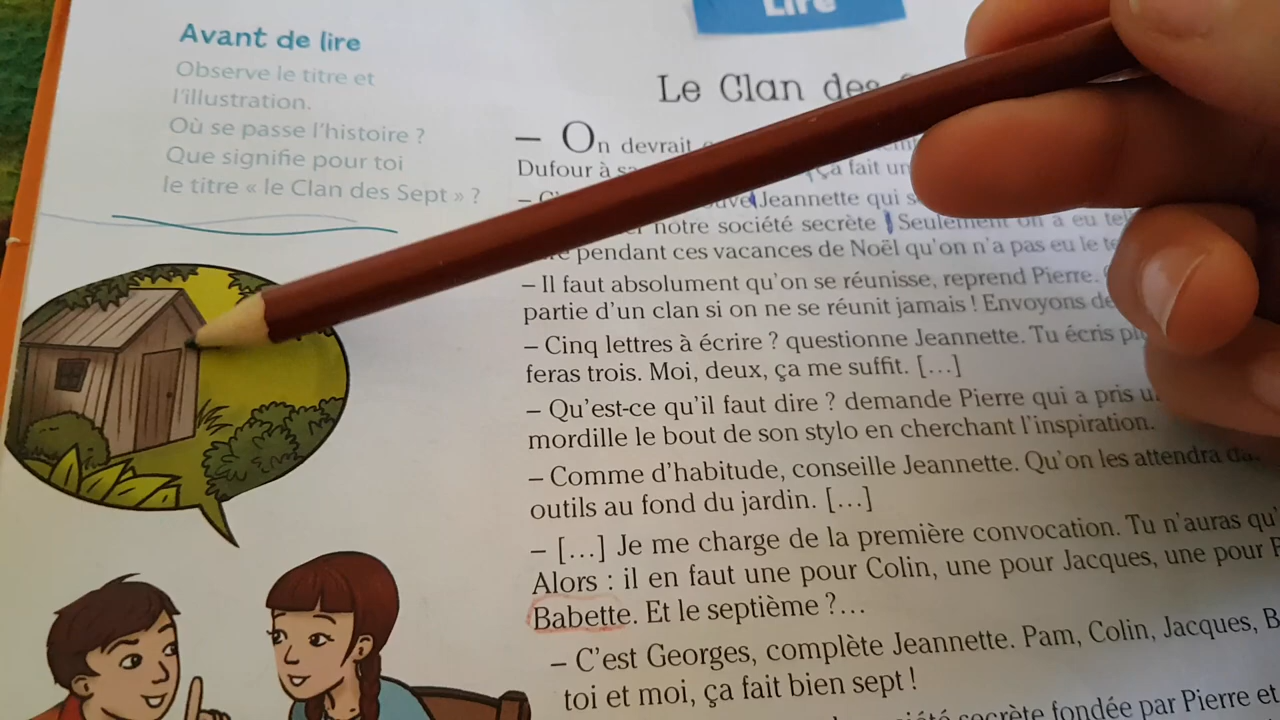 Lire
Avant de lire
Observe le titre et
l'illustration.
Où se passe l'histoire ?
Que signifie pour toi
le titre « le Clan des Sept » ?
Le Clan des
– On devrait
Dufour à ça fait un
– Jeannette qui
notre société secrète ! Seulement on a eu
pendant ces vacances de Noël qu'on n'a pas eu le
– Il faut absolument qu'on se réunisse, reprend Pierre.
partie d'un clan si on ne se réunit jamais ! Envoyons
– Cinq lettres à écrire ? questionne Jeannette. Tu écris
feras trois. Moi, deux, ça me suffit. […]
– Qu'est-ce qu'il faut dire ? demande Pierre qui a pris
mordille le bout de son stylo en cherchant l'inspiration.
– Comme d'habitude, conseille Jeannette. Qu'on les attendra
outils au fond du jardin. […]
– […] Je me charge de la première convocation. Tu n'auras
Alors : il en faut une pour Colin, une pour Jacques, une pour
Babette. Et le septième ?…
– C'est Georges, complète Jeannette. Pam, Colin, Jacques,
toi et moi, ça fait bien sept !
secrète fondée par Pierre et